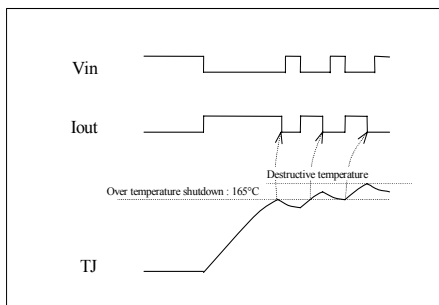 Vin
Iout
Destructive temperature
Over temperature shutdown : 165°C
TJ